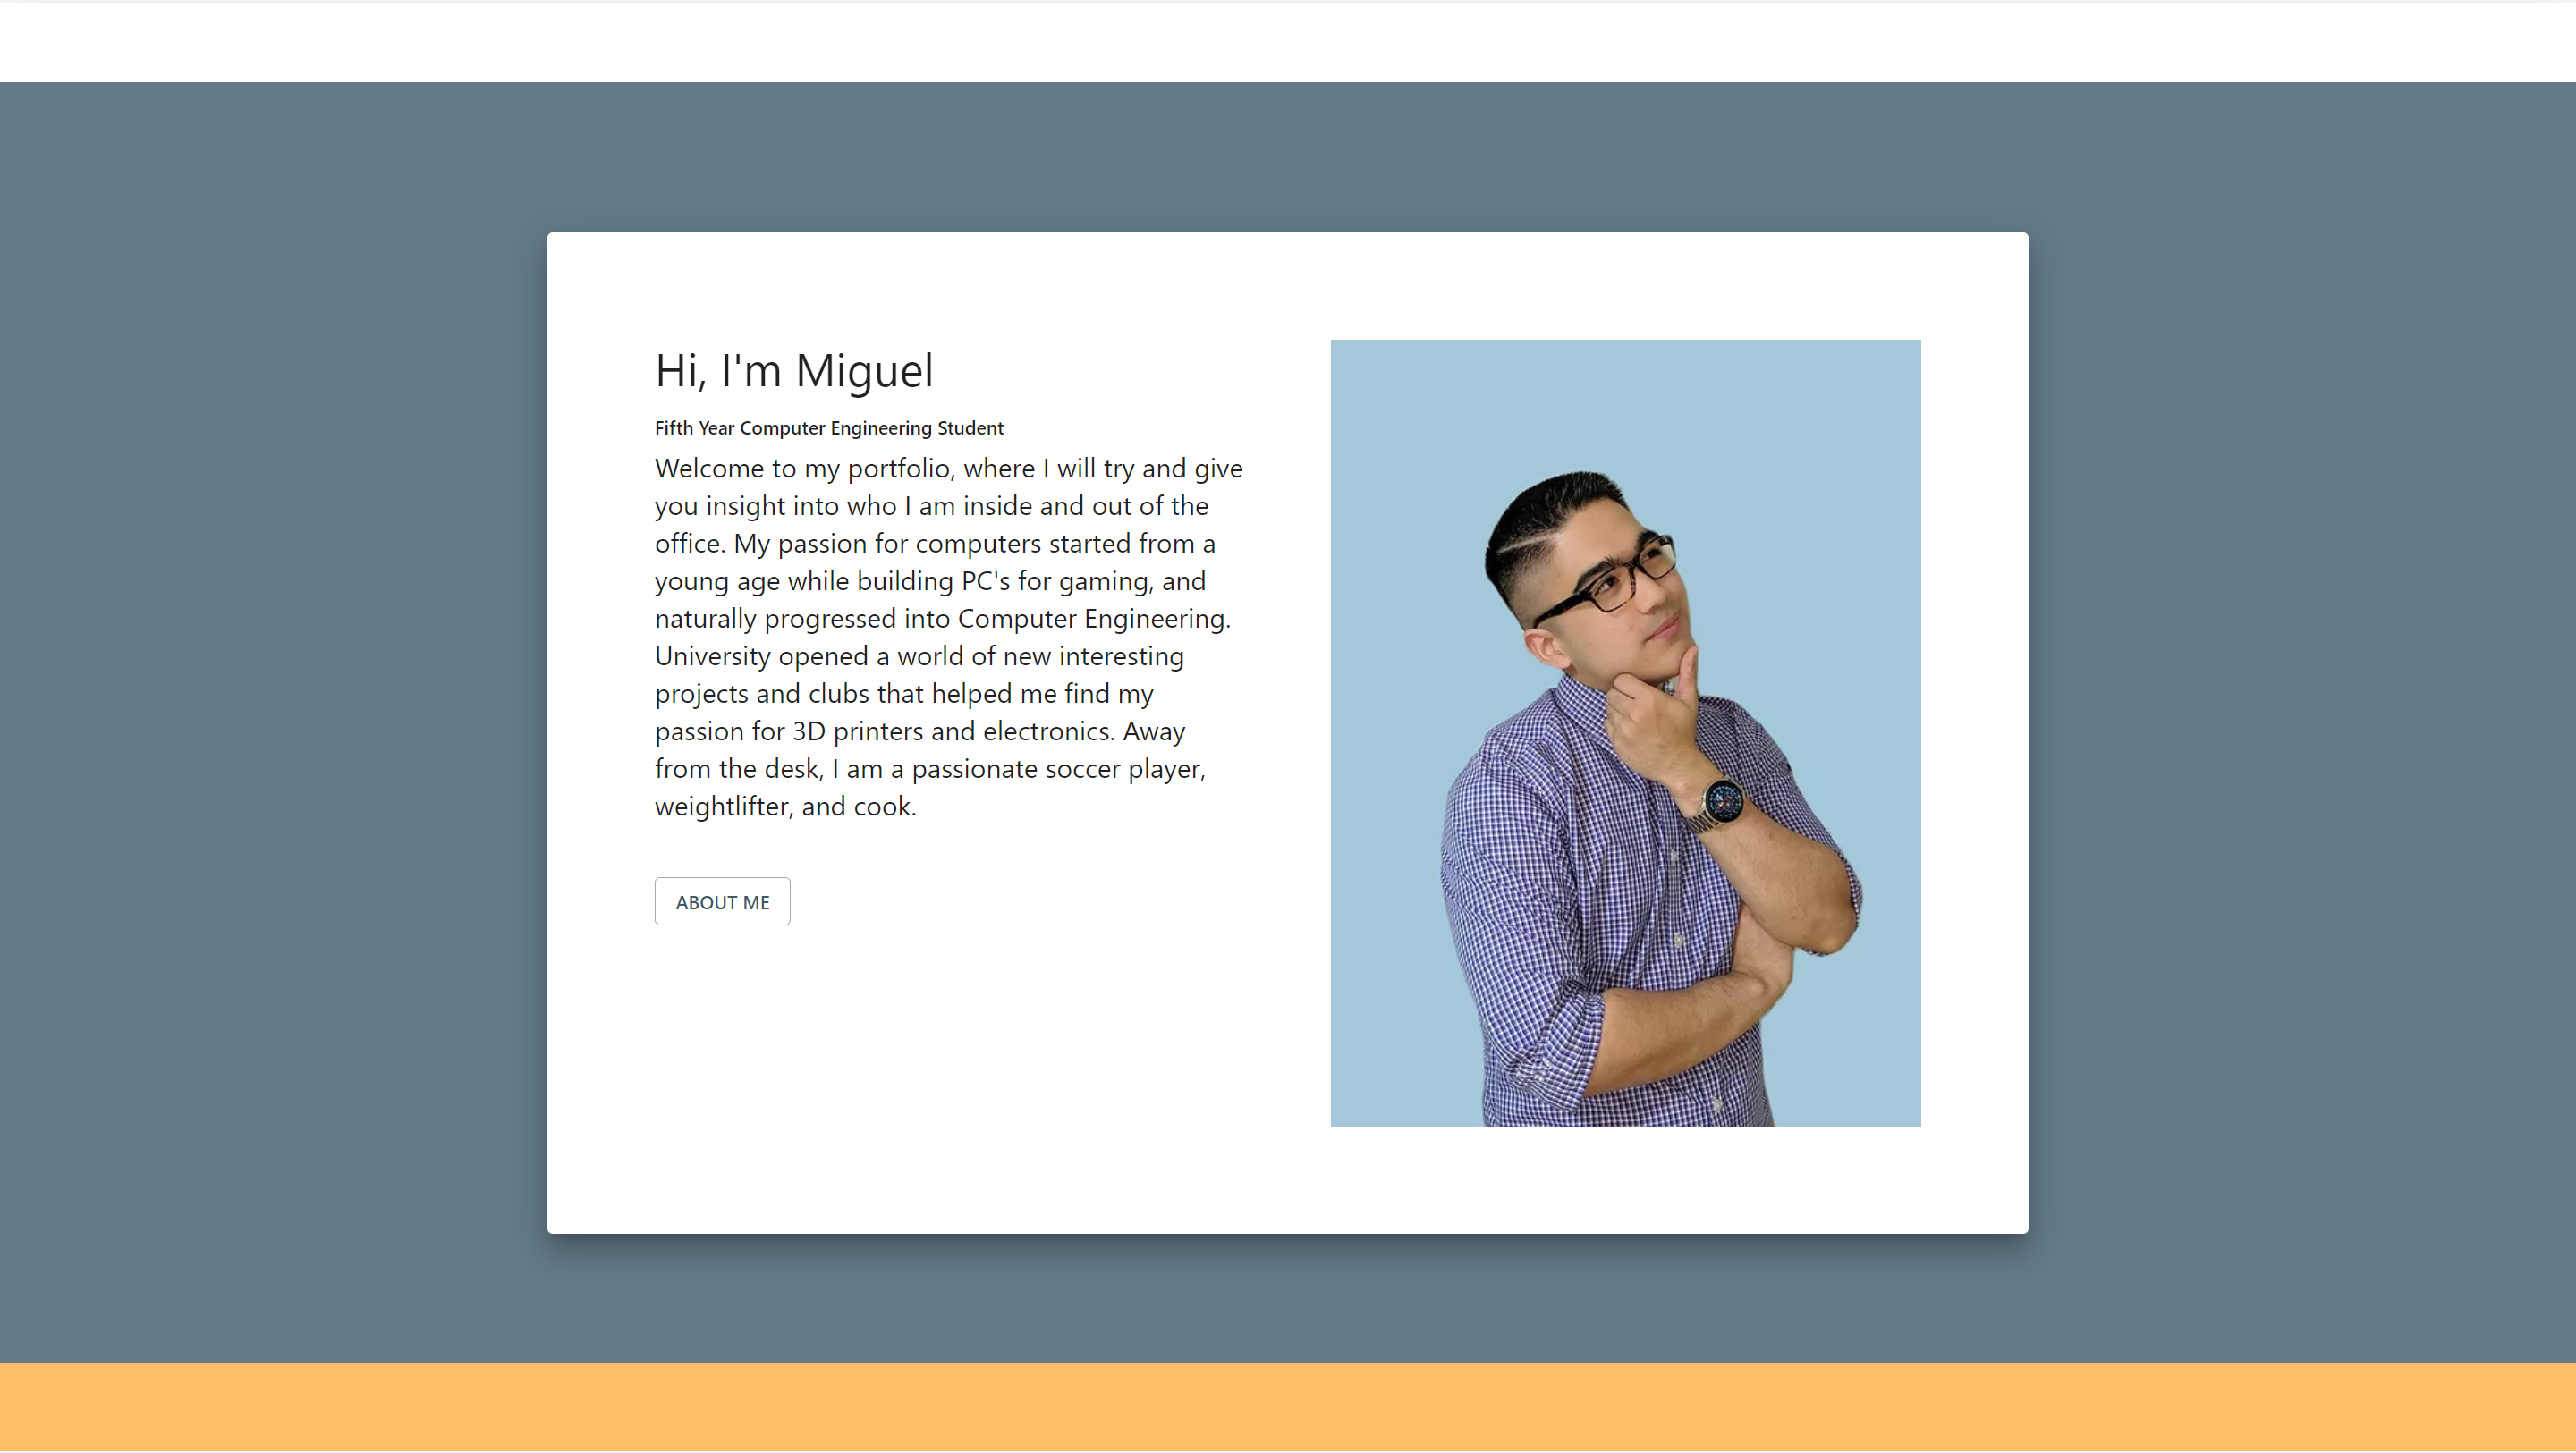 Hi, I'm Miguel
Fifth Year Computer Engineering Student
Welcome to my portfolio, where I will try and give
you insight into who I am inside and out of the
office. My passion for computers started from a
young age while building PC's for gaming, and
naturally progressed into Computer Engineering.
University opened a world of new interesting
projects and clubs that helped me find my
passion for 3D printers and electronics. Away
from the desk, I am a passionate soccer player,
weightlifter, and cook.
ABOUT ME